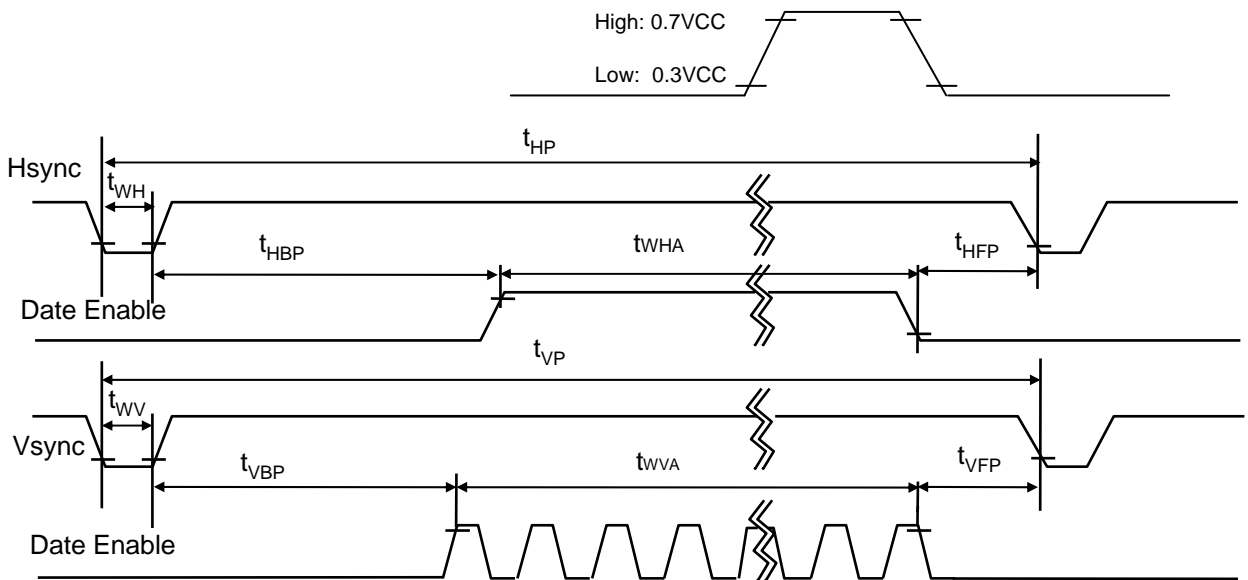 High: 0.7VCC
Low: 0.3VCC
tHP
Hsync
tWH
tHBP
tWHA
tHFP
Date Enable
tVP
tWV
Vsync
tVBP
tWVA
tVFP
Date Enable